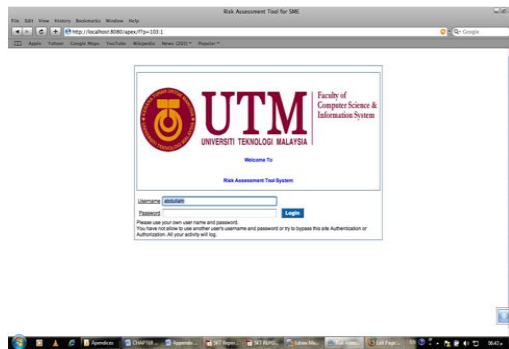 Risk Assessment Tool for SME
File Edit View History Bookmarks Window Help
http://localhost:8080/apex/f?p=103:1
Google
Apple Yahoo! Google Maps YouTube Wikipedia News (200) Popular
UTM
UNIVERSITI TEKNOLOGI MALAYSIA
Faculty of
Computer Science &
Information System
Welcome To
Risk Assessment Tool System
Username
Password
Login
Please use your own user name and password.
You have not allow to use another user's username and password or try to bypass this site Authentication or
Authorization. All your activity will log.
Apendices